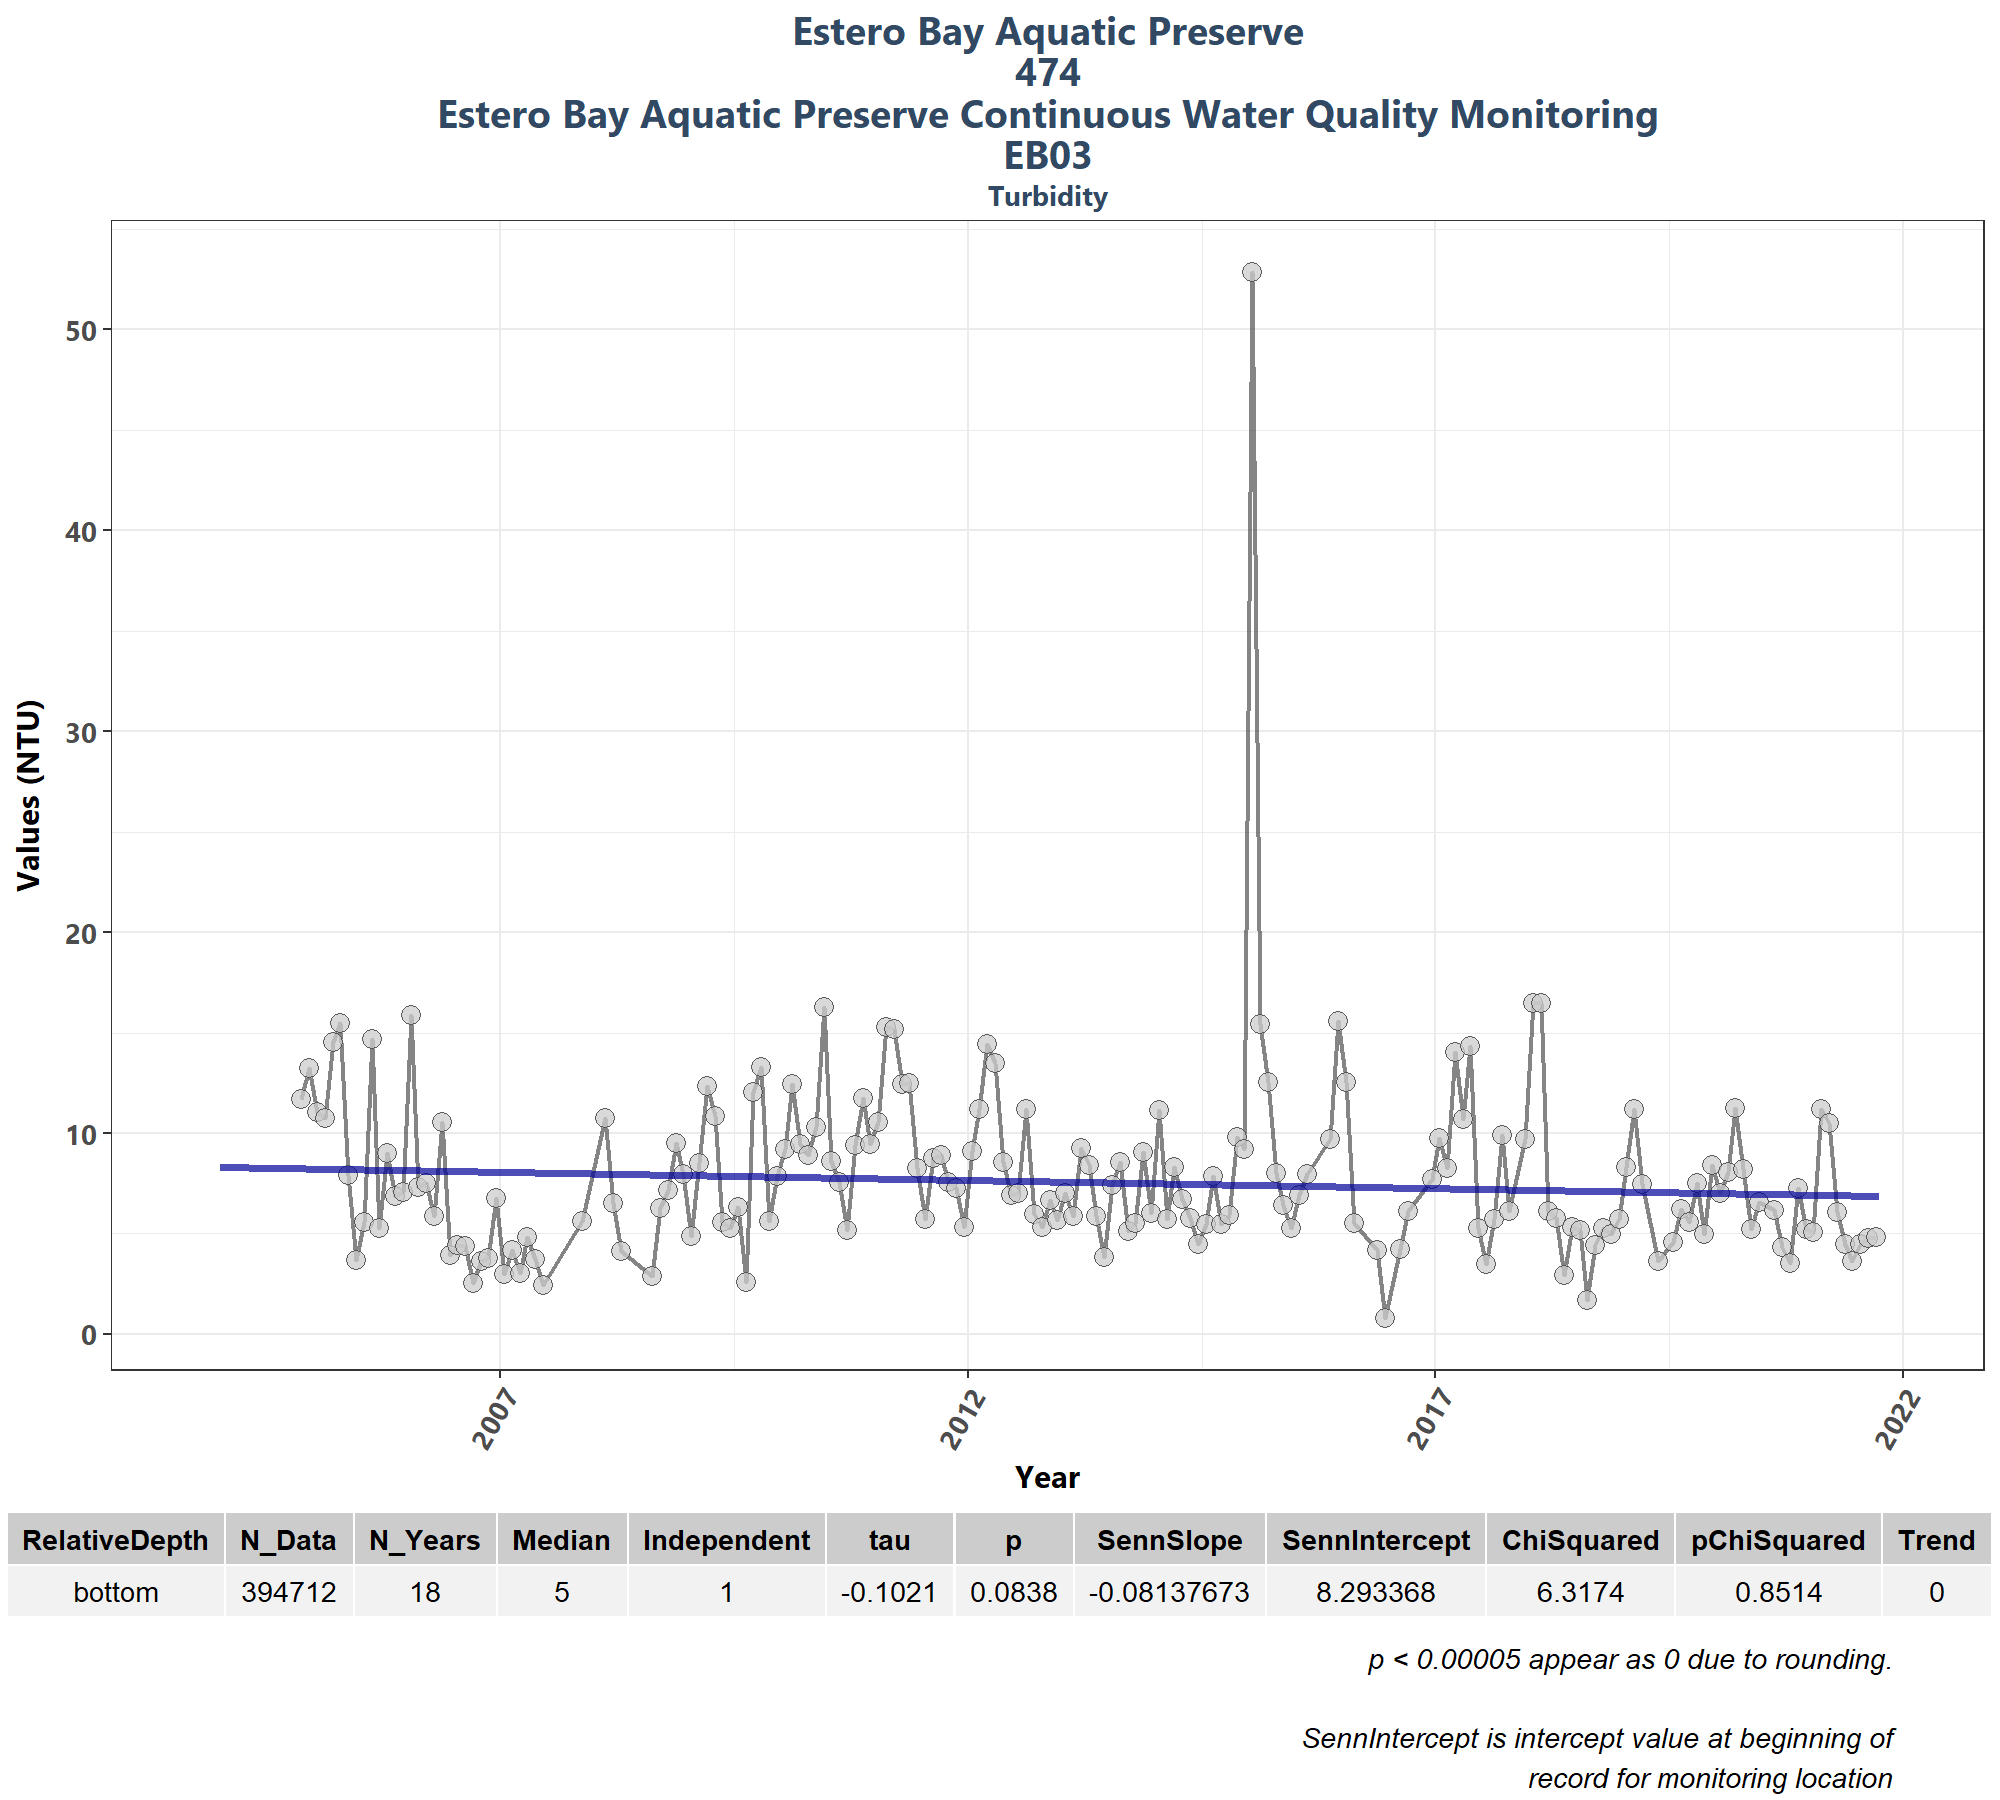 Estero Bay Aquatic Preserve
474
Estero Bay Aquatic Preserve Continuous Water Quality Monitoring
EB03
Turbidity
Values (NTU)
50
40
30
20
10
0
2007 2012 2017 2022
Year
RelativeDepth N_Data N_Years Median Independent tau p SennSlope SennIntercept ChiSquared pChiSquared Trend
bottom 394712 18 5 1 -0.1021 0.0838 -0.08137673 8.293368 6.3174 0.8514 0
p < 0.00005 appear as 0 due to rounding.
SennIntercept is intercept value at beginning of
record for monitoring location